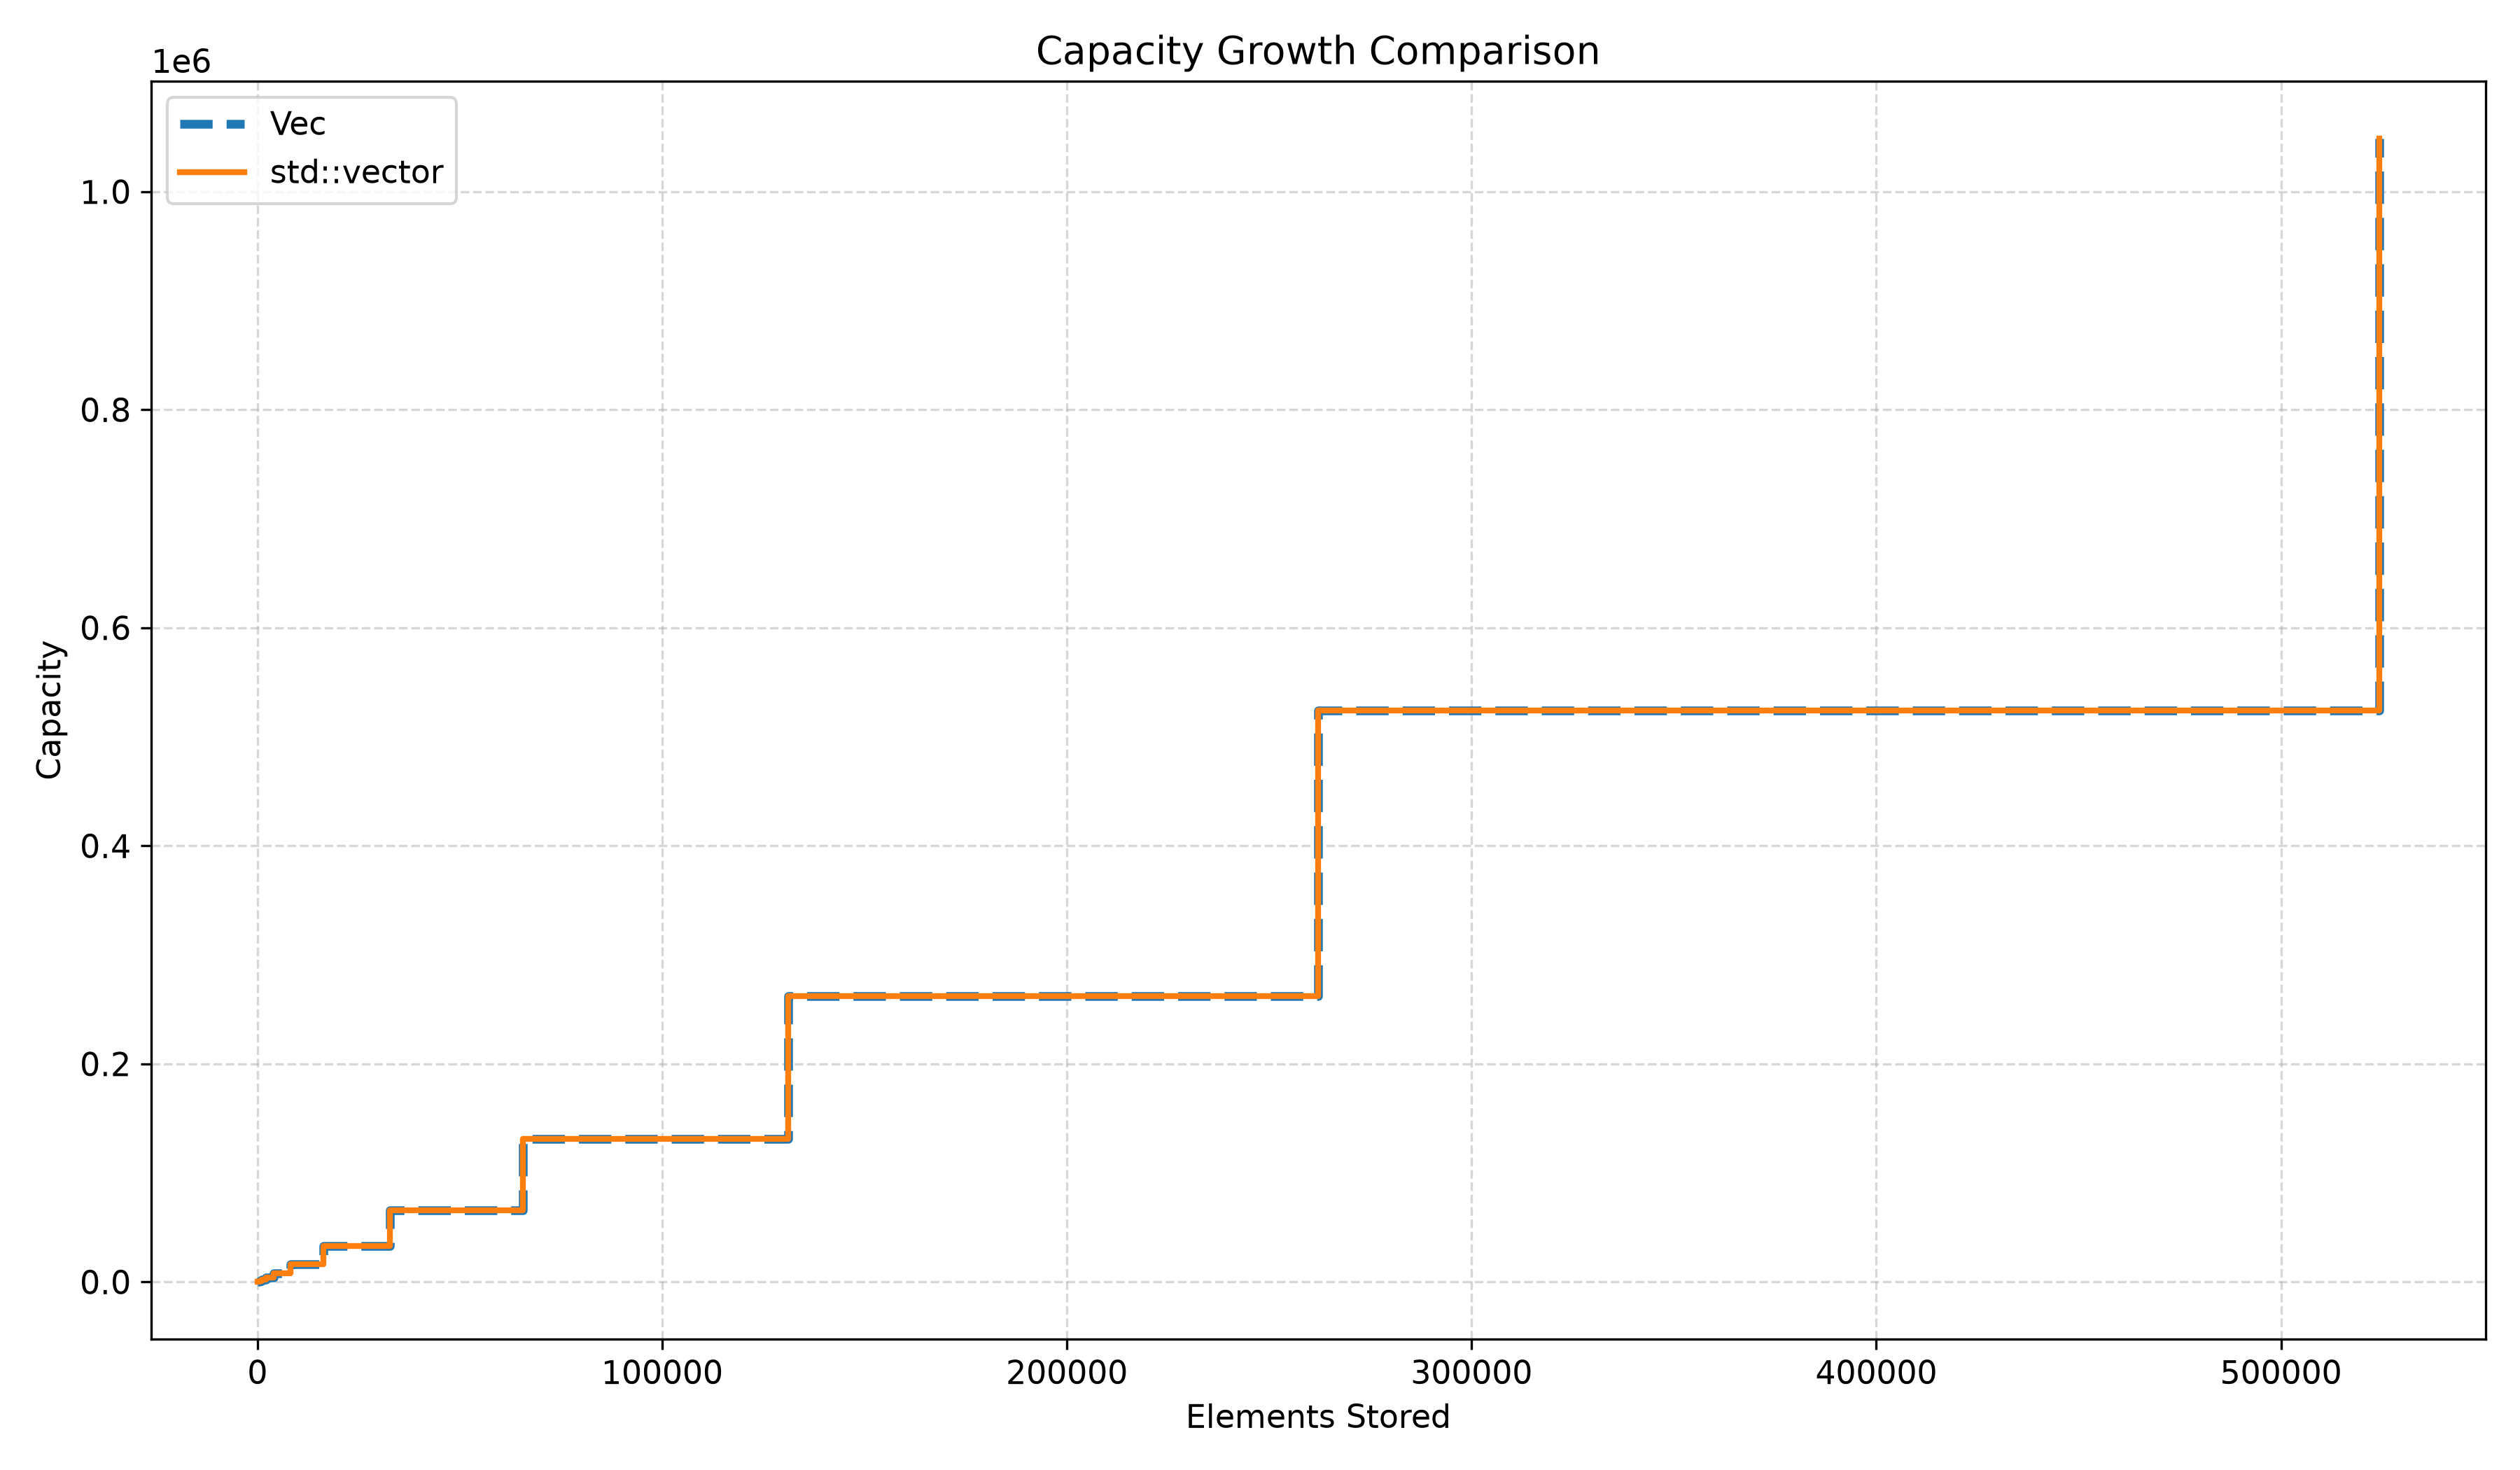 Capacity Growth Comparison
1e6
Vec
std::vector
1.0
0.8
0.6
0.4
0.2
0.0
Capacity
0 100000 200000 300000 400000 500000
Elements Stored